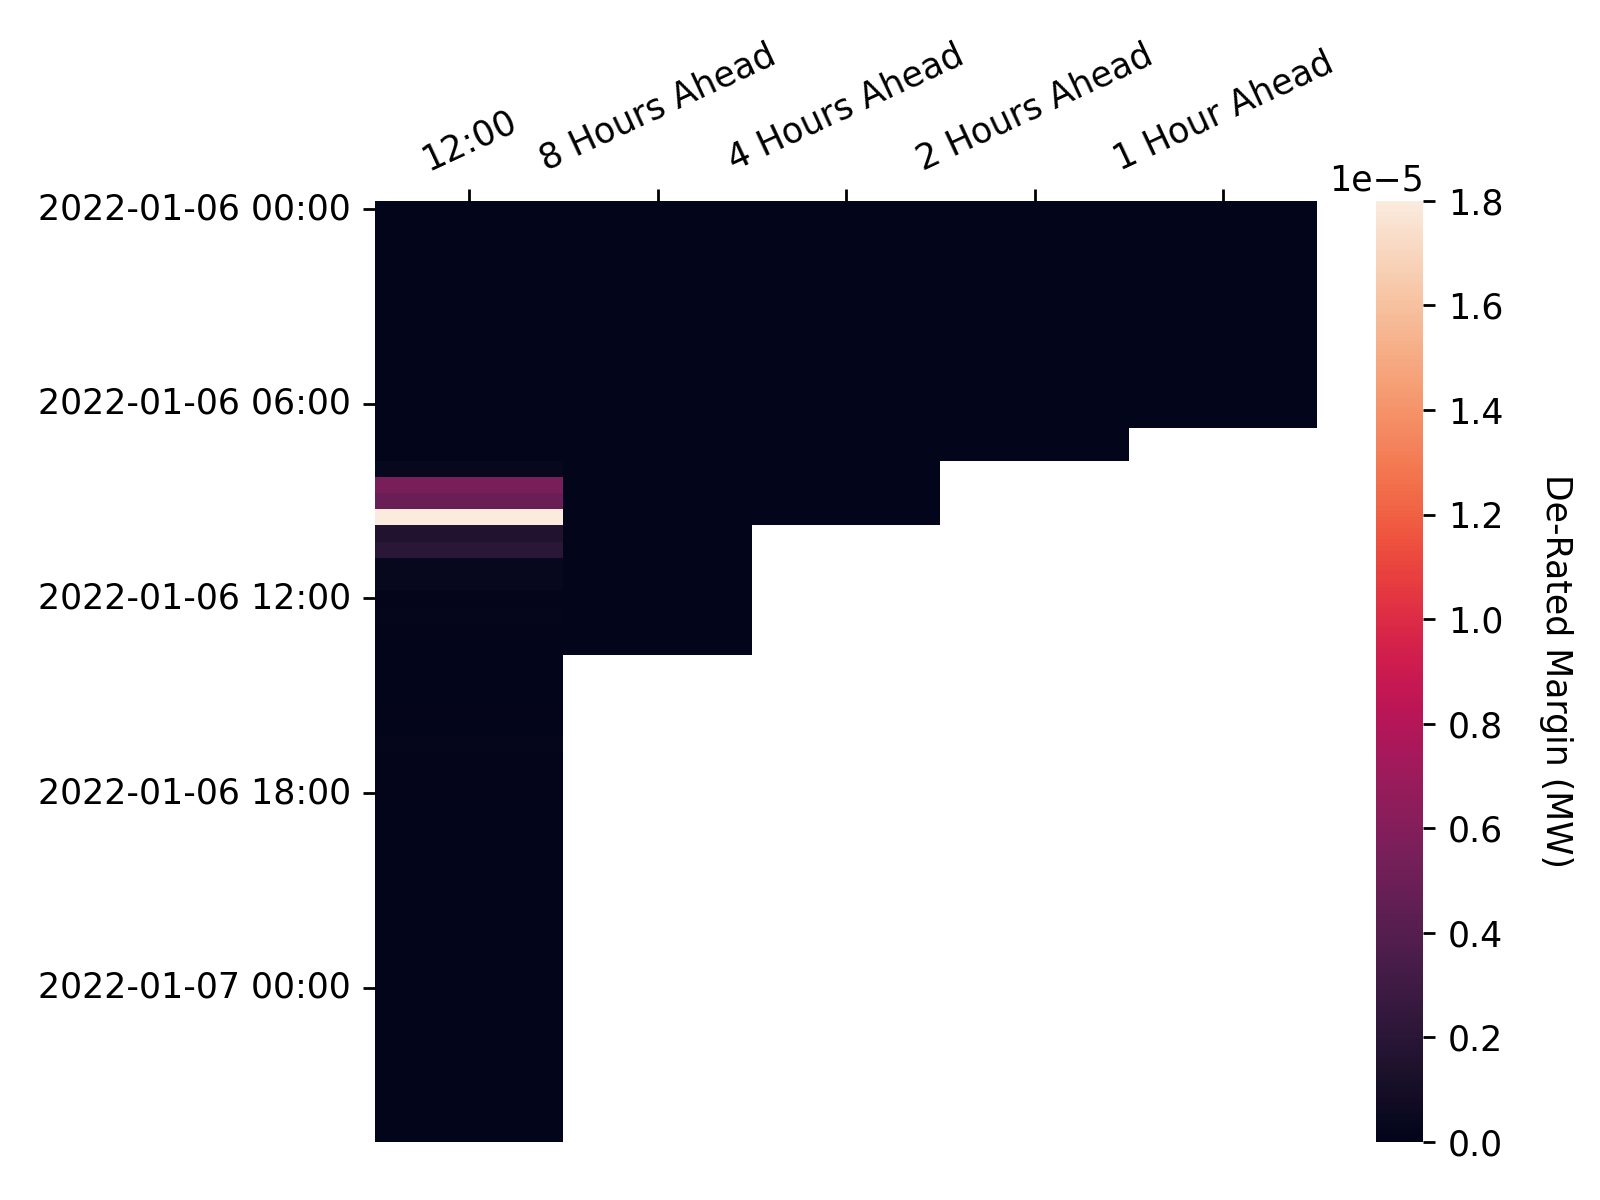 12:00
8 Hours Ahead
4 Hours Ahead
2 Hours Ahead
1 Hour Ahead
2022-01-06 00:00
2022-01-06 06:00
2022-01-06 12:00
2022-01-06 18:00
2022-01-07 00:00
1e−5
1.8
1.6
1.4
1.2
1.0
0.8
0.6
0.4
0.2
0.0
De-Rated Margin (MW)